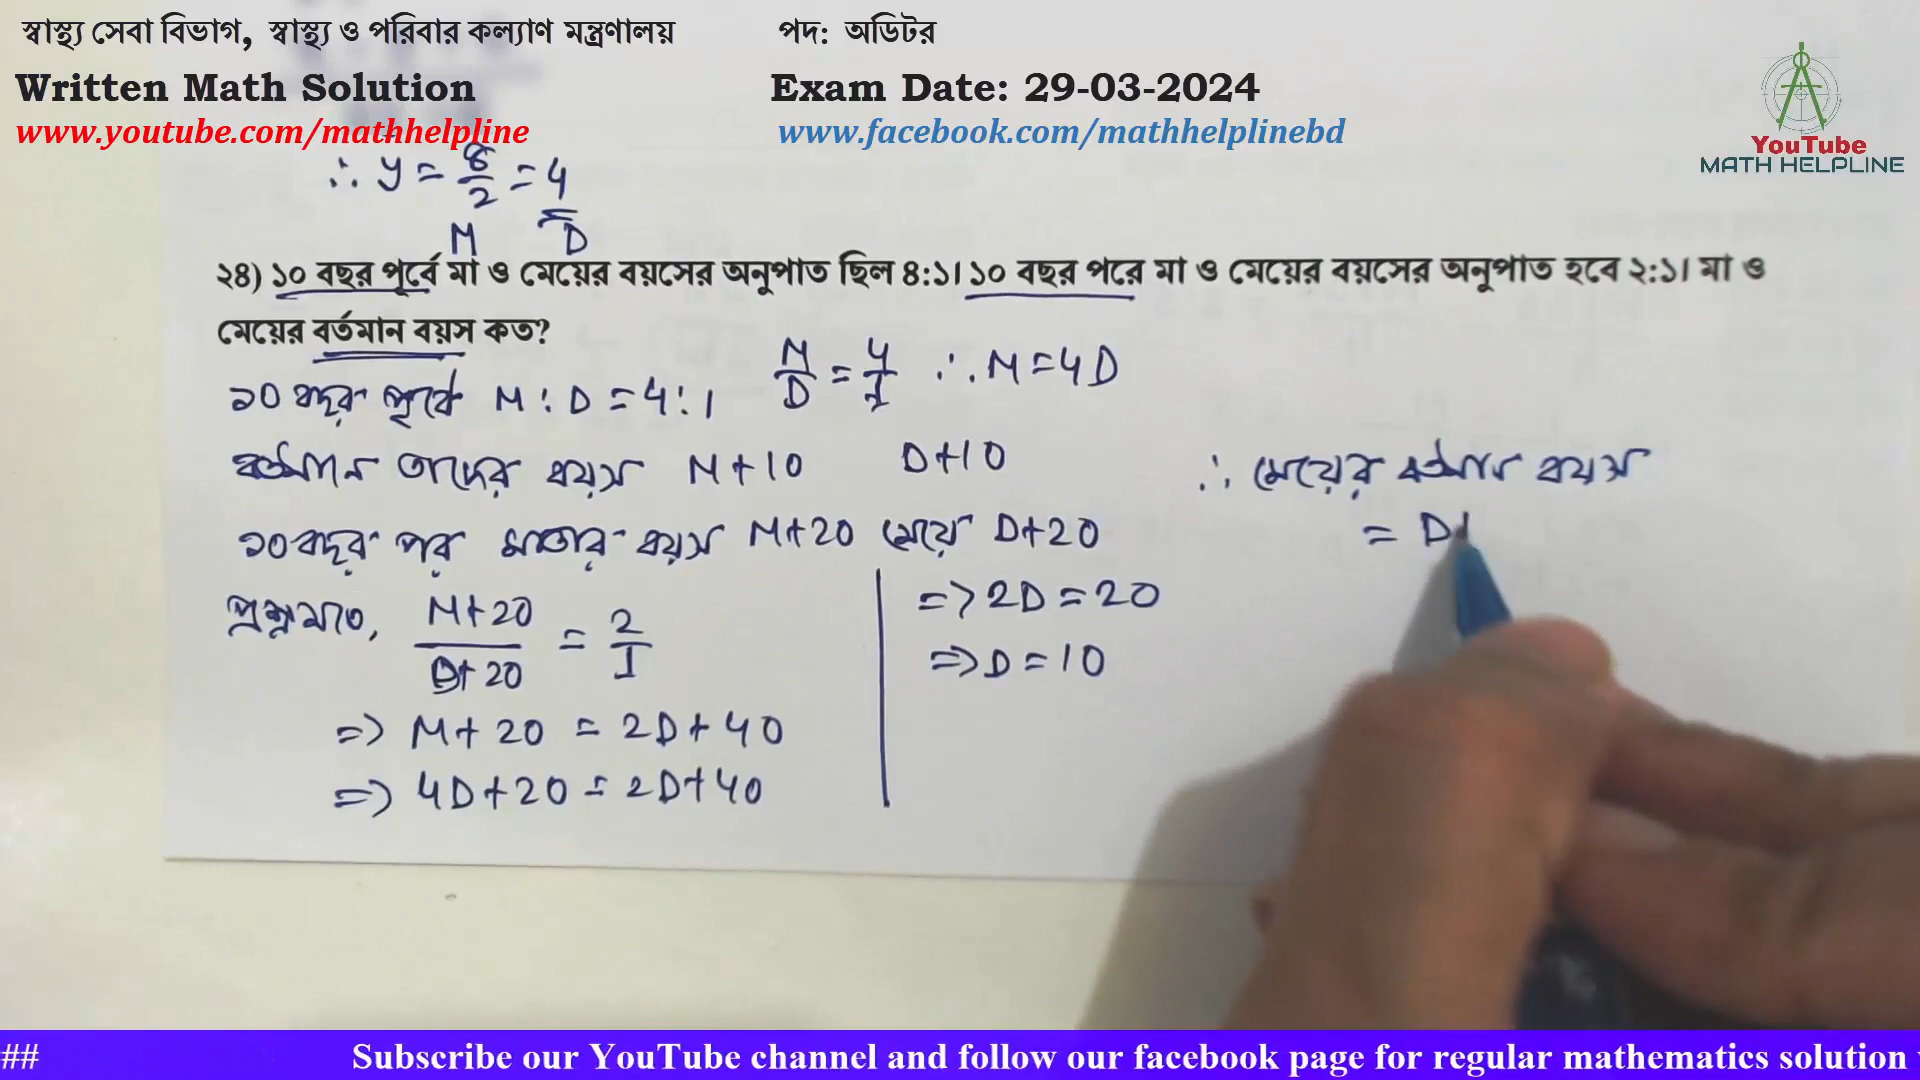 স্বাস্থ্য সেবা বিভাগ, স্বাস্থ্য ও পরিবার কল্যাণ মন্ত্রণালয় পদ: অডিটর
Written Math Solution Exam Date: 29-03-2024
www.youtube.com/mathhelpline www.facebook.com/mathhelplinebd
YouTube
MATH HELPLINE
∴ y = 8/2 = 4
M D
২৪) ১০ বছর পূর্বে মা ও মেয়ের বয়সের অনুপাত ছিল ৪:১। ১০ বছর পরে মা ও মেয়ের বয়সের অনুপাত হবে ২:১। মা ও
মেয়ের বর্তমান বয়স কত?
১০ বছর পূর্বে M : D = 4 : 1 M/D = 4/1 ∴ M = 4D
বর্তমানে তাদের বয়স M+10 D+10
১০ বছর পর মাতার বয়স M+20 মেয়ে D+20
প্রশ্নমতে, M+20/D+20 = 2/1
=> M+20 = 2D+40
=> 4D+20 = 2D+40
=> 2D = 20
=> D = 10
∴ মেয়ের বর্তমান বয়স
= D
## Subscribe our YouTube channel and follow our facebook page for regular mathematics solution